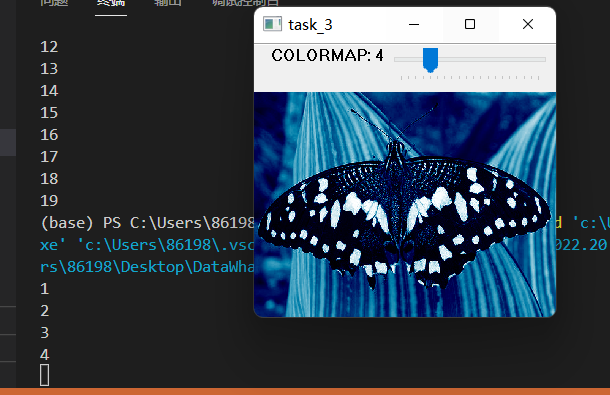 问题 终端 输出 调试控制台
task_3
COLORMAP: 4
12
13
14
15
16
17
18
19
(base) PS C:\Users\86198 d 'c:\U
xe' 'c:\Users\86198\.vsc 022.20
rs\86198\Desktop\DataWha
1
2
3
4